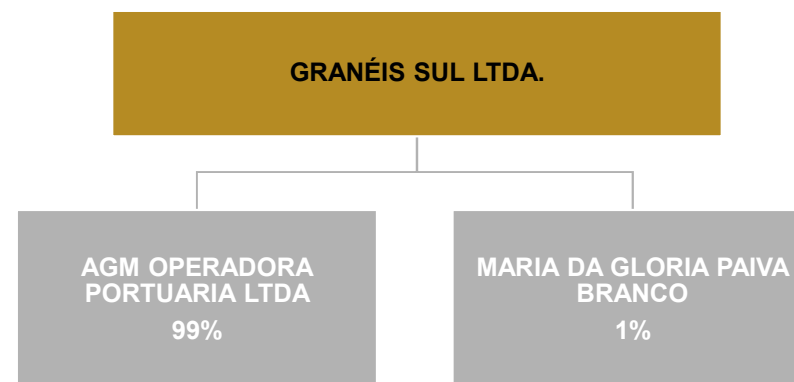 GRANÉIS SUL LTDA.
AGM OPERADORA
PORTUARIA LTDA
99%
MARIA DA GLORIA PAIVA
BRANCO
1%